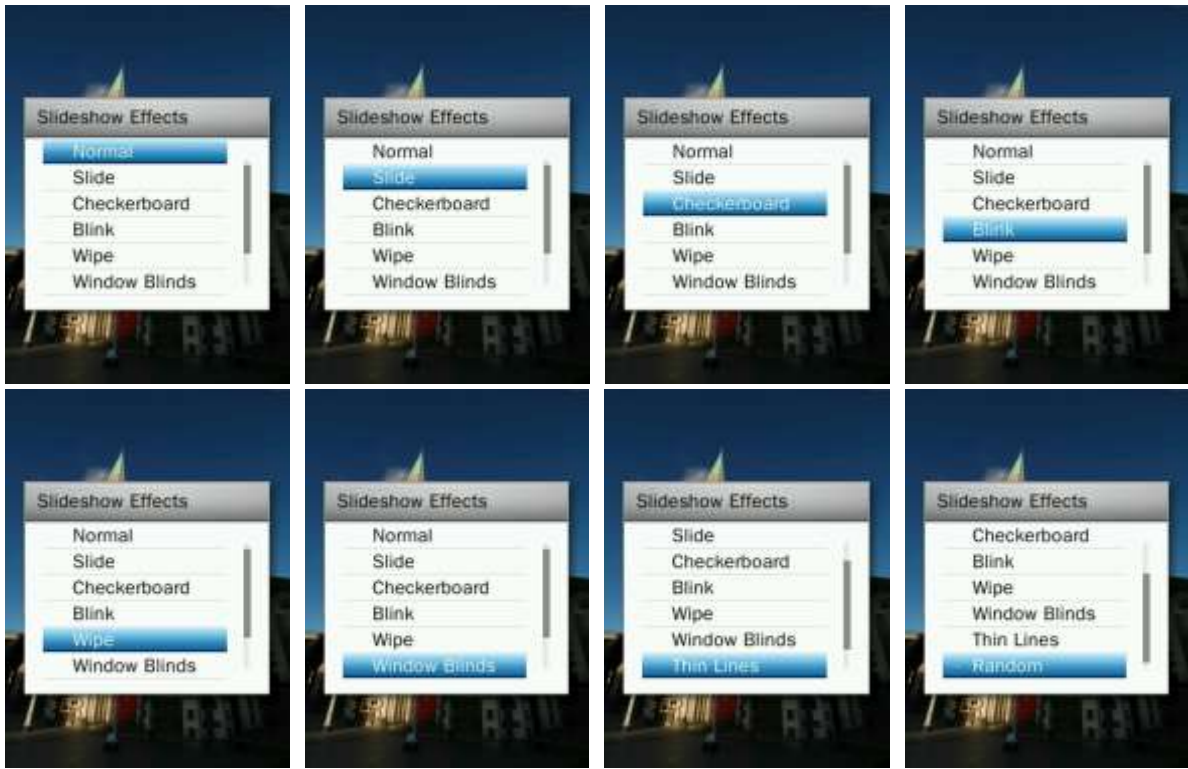 Slideshow Effects
Normal
Slide
Checkerboard
Blink
Wipe
Window Blinds
Slideshow Effects
Normal
Slide
Checkerboard
Blink
Wipe
Window Blinds
Slideshow Effects
Normal
Slide
Checkerboard
Blink
Wipe
Window Blinds
Slideshow Effects
Normal
Slide
Checkerboard
Blink
Wipe
Window Blinds
Slideshow Effects
Normal
Slide
Checkerboard
Blink
Wipe
Window Blinds
Slideshow Effects
Normal
Slide
Checkerboard
Blink
Wipe
Window Blinds
Slideshow Effects
Slide
Checkerboard
Blink
Wipe
Window Blinds
Thin Lines
Slideshow Effects
Checkerboard
Blink
Wipe
Window Blinds
Thin Lines
Random